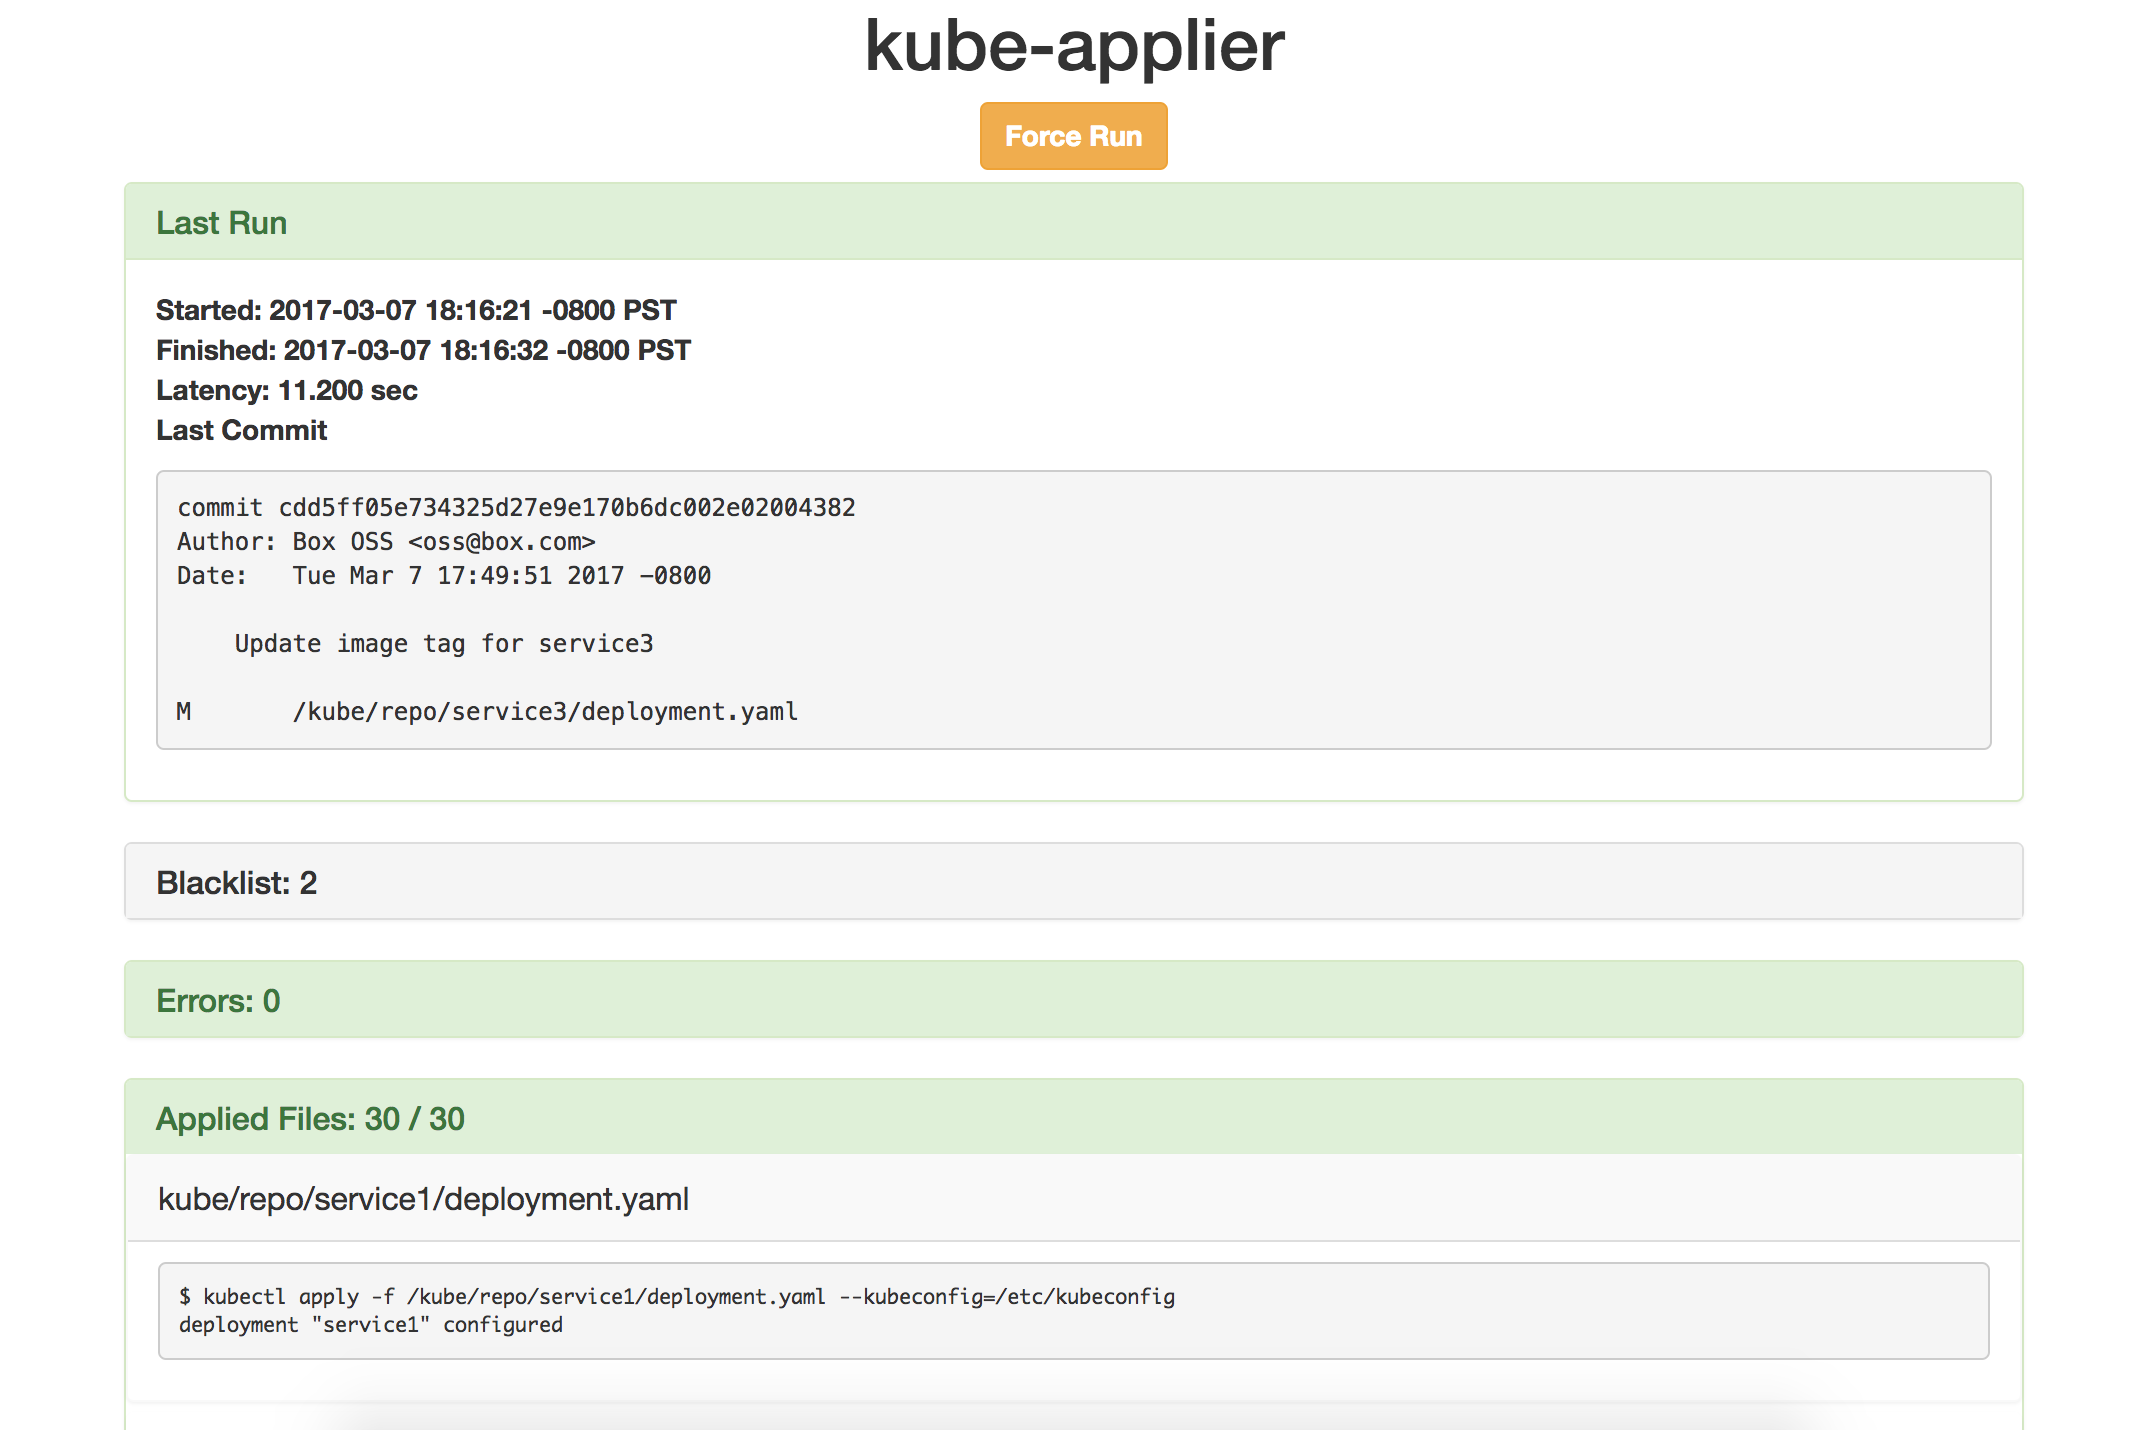 kube-applier
Force Run
Last Run
Started: 2017-03-07 18:16:21 -0800 PST
Finished: 2017-03-07 18:16:32 -0800 PST
Latency: 11.200 sec
Last Commit
commit cdd5ff05e734325d27e9e170b6dc002e02004382
Author: Box OSS <oss@box.com>
Date:   Tue Mar 7 17:49:51 2017 -0800
    Update image tag for service3
M       /kube/repo/service3/deployment.yaml
Blacklist: 2
Errors: 0
Applied Files: 30 / 30
kube/repo/service1/deployment.yaml
$ kubectl apply -f /kube/repo/service1/deployment.yaml --kubeconfig=/etc/kubeconfig
deployment "service1" configured